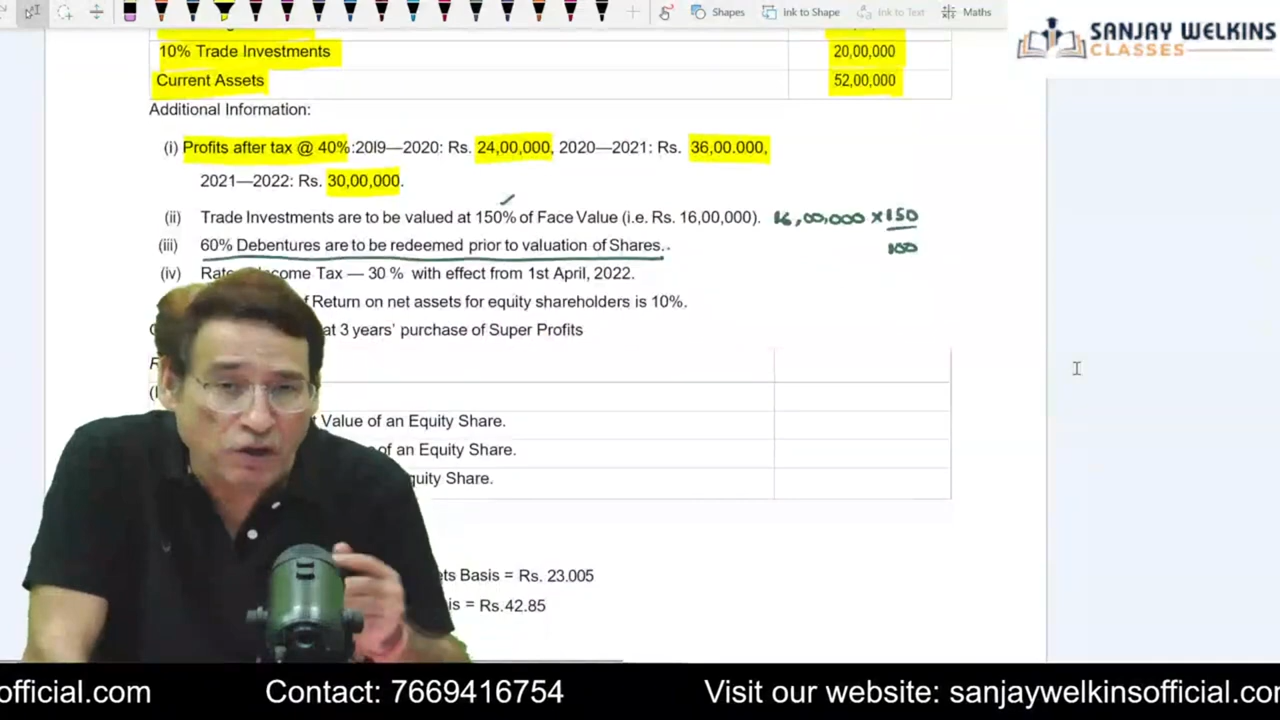 Shapes Ink to Shape Ink to Text Maths
SANJAY WELKINS
CLASSES
10% Trade Investments 20,00,000
Current Assets 52,00,000
Additional Information:
(i) Profits after tax @ 40%:20l9—2020: Rs. 24,00,000, 2020—2021: Rs. 36,00.000,
2021—2022: Rs. 30,00,000.
(ii) Trade Investments are to be valued at 150% of Face Value (i.e. Rs. 16,00,000). 16,00,000 × 150
100
(iii) 60% Debentures are to be redeemed prior to valuation of Shares..
(iv) Rate come Tax — 30 % with effect from 1st April, 2022.
f Return on net assets for equity shareholders is 10%.
at 3 years' purchase of Super Profits
Value of an Equity Share.
of an Equity Share.
quity Share.
ets Basis = Rs. 23.005
is = Rs.42.85
official.com Contact: 7669416754 Visit our website: sanjaywelkinsofficial.co